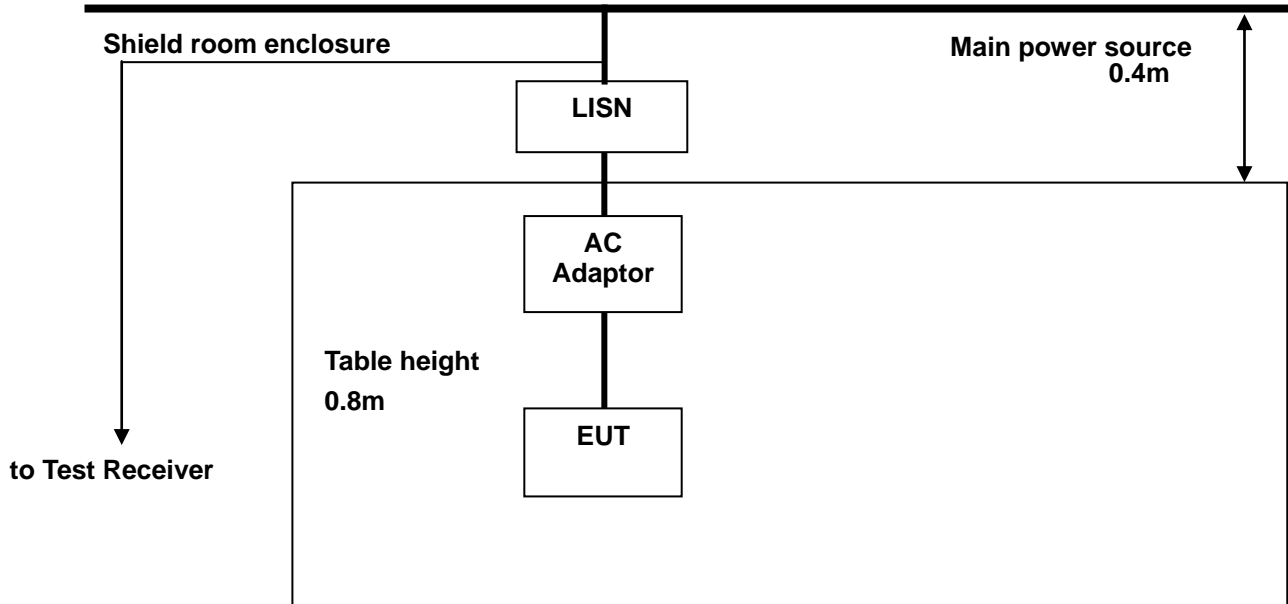 Shield room enclosure
Main power source
0.4m
LISN
AC
Adaptor
Table height
0.8m
EUT
to Test Receiver